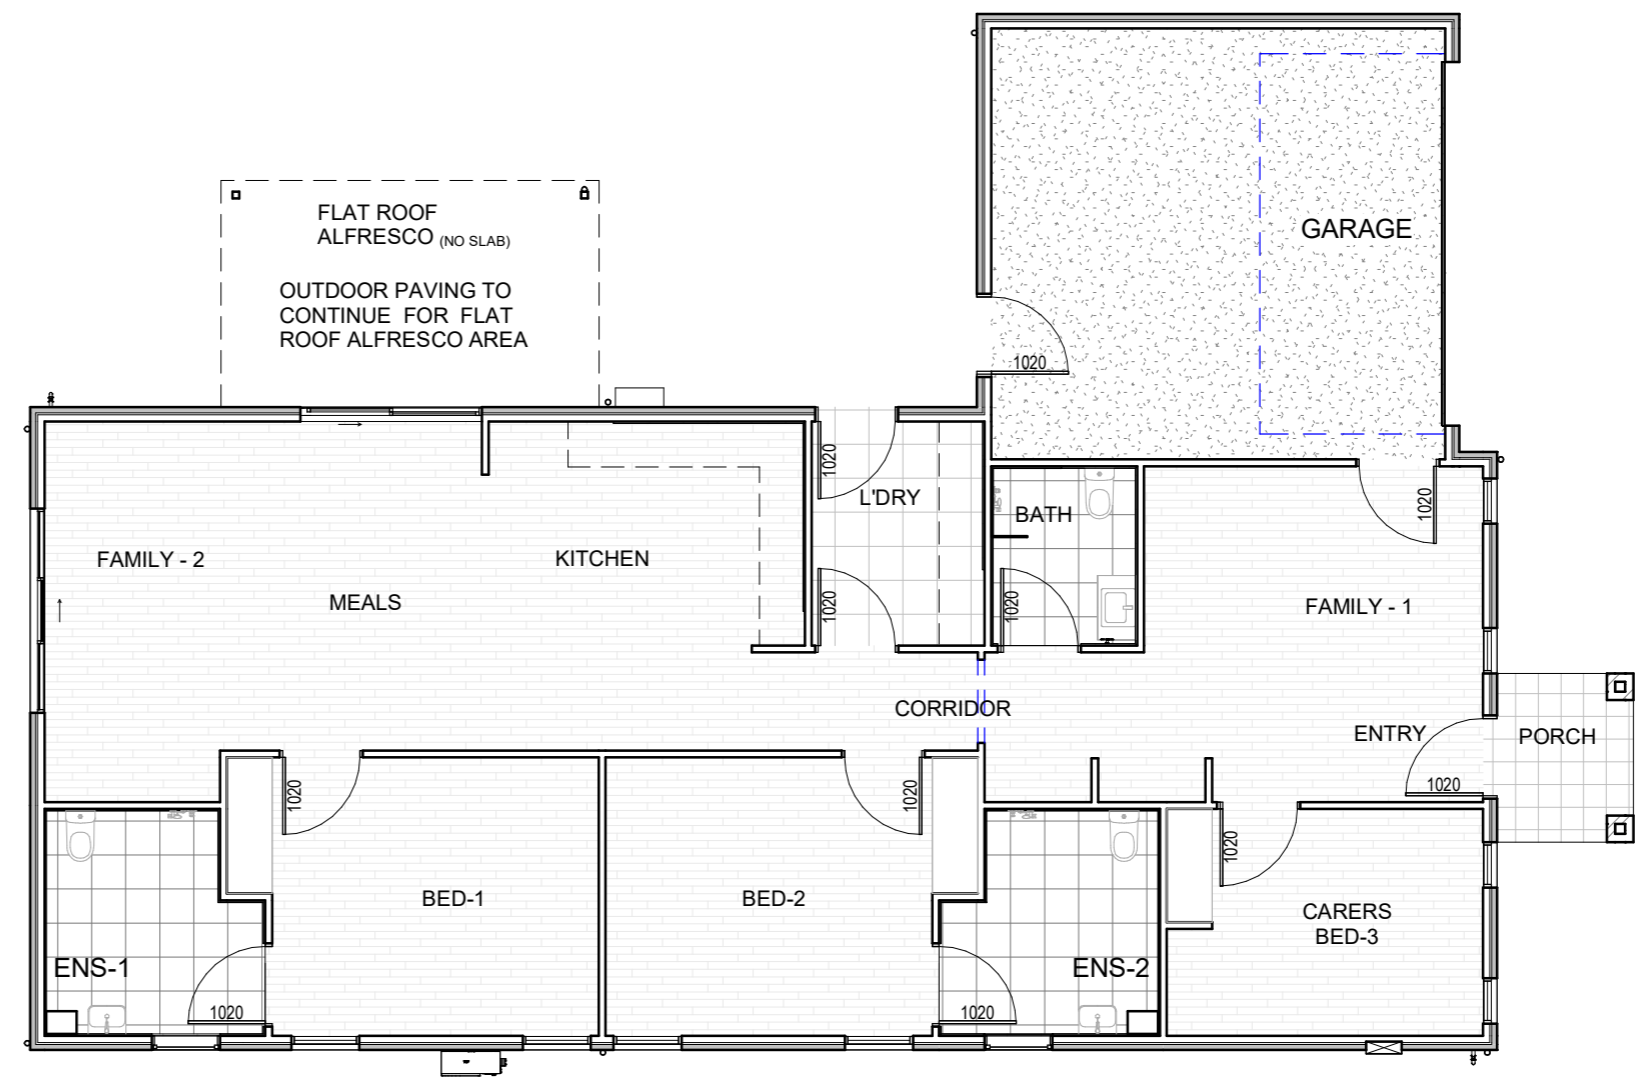 FLAT ROOF
ALFRESCO (NO SLAB)
OUTDOOR PAVING TO
CONTINUE FOR FLAT
ROOF ALFRESCO AREA
GARAGE
1020
1020
L'DRY
1020
BATH
1020
FAMILY - 2
KITCHEN
MEALS
1020
1020
FAMILY - 1
CORRIDOR
ENTRY
PORCH
1020
1020
1020
1020
BED-1
BED-2
CARERS
BED-3
ENS-1
ENS-2
1020
1020